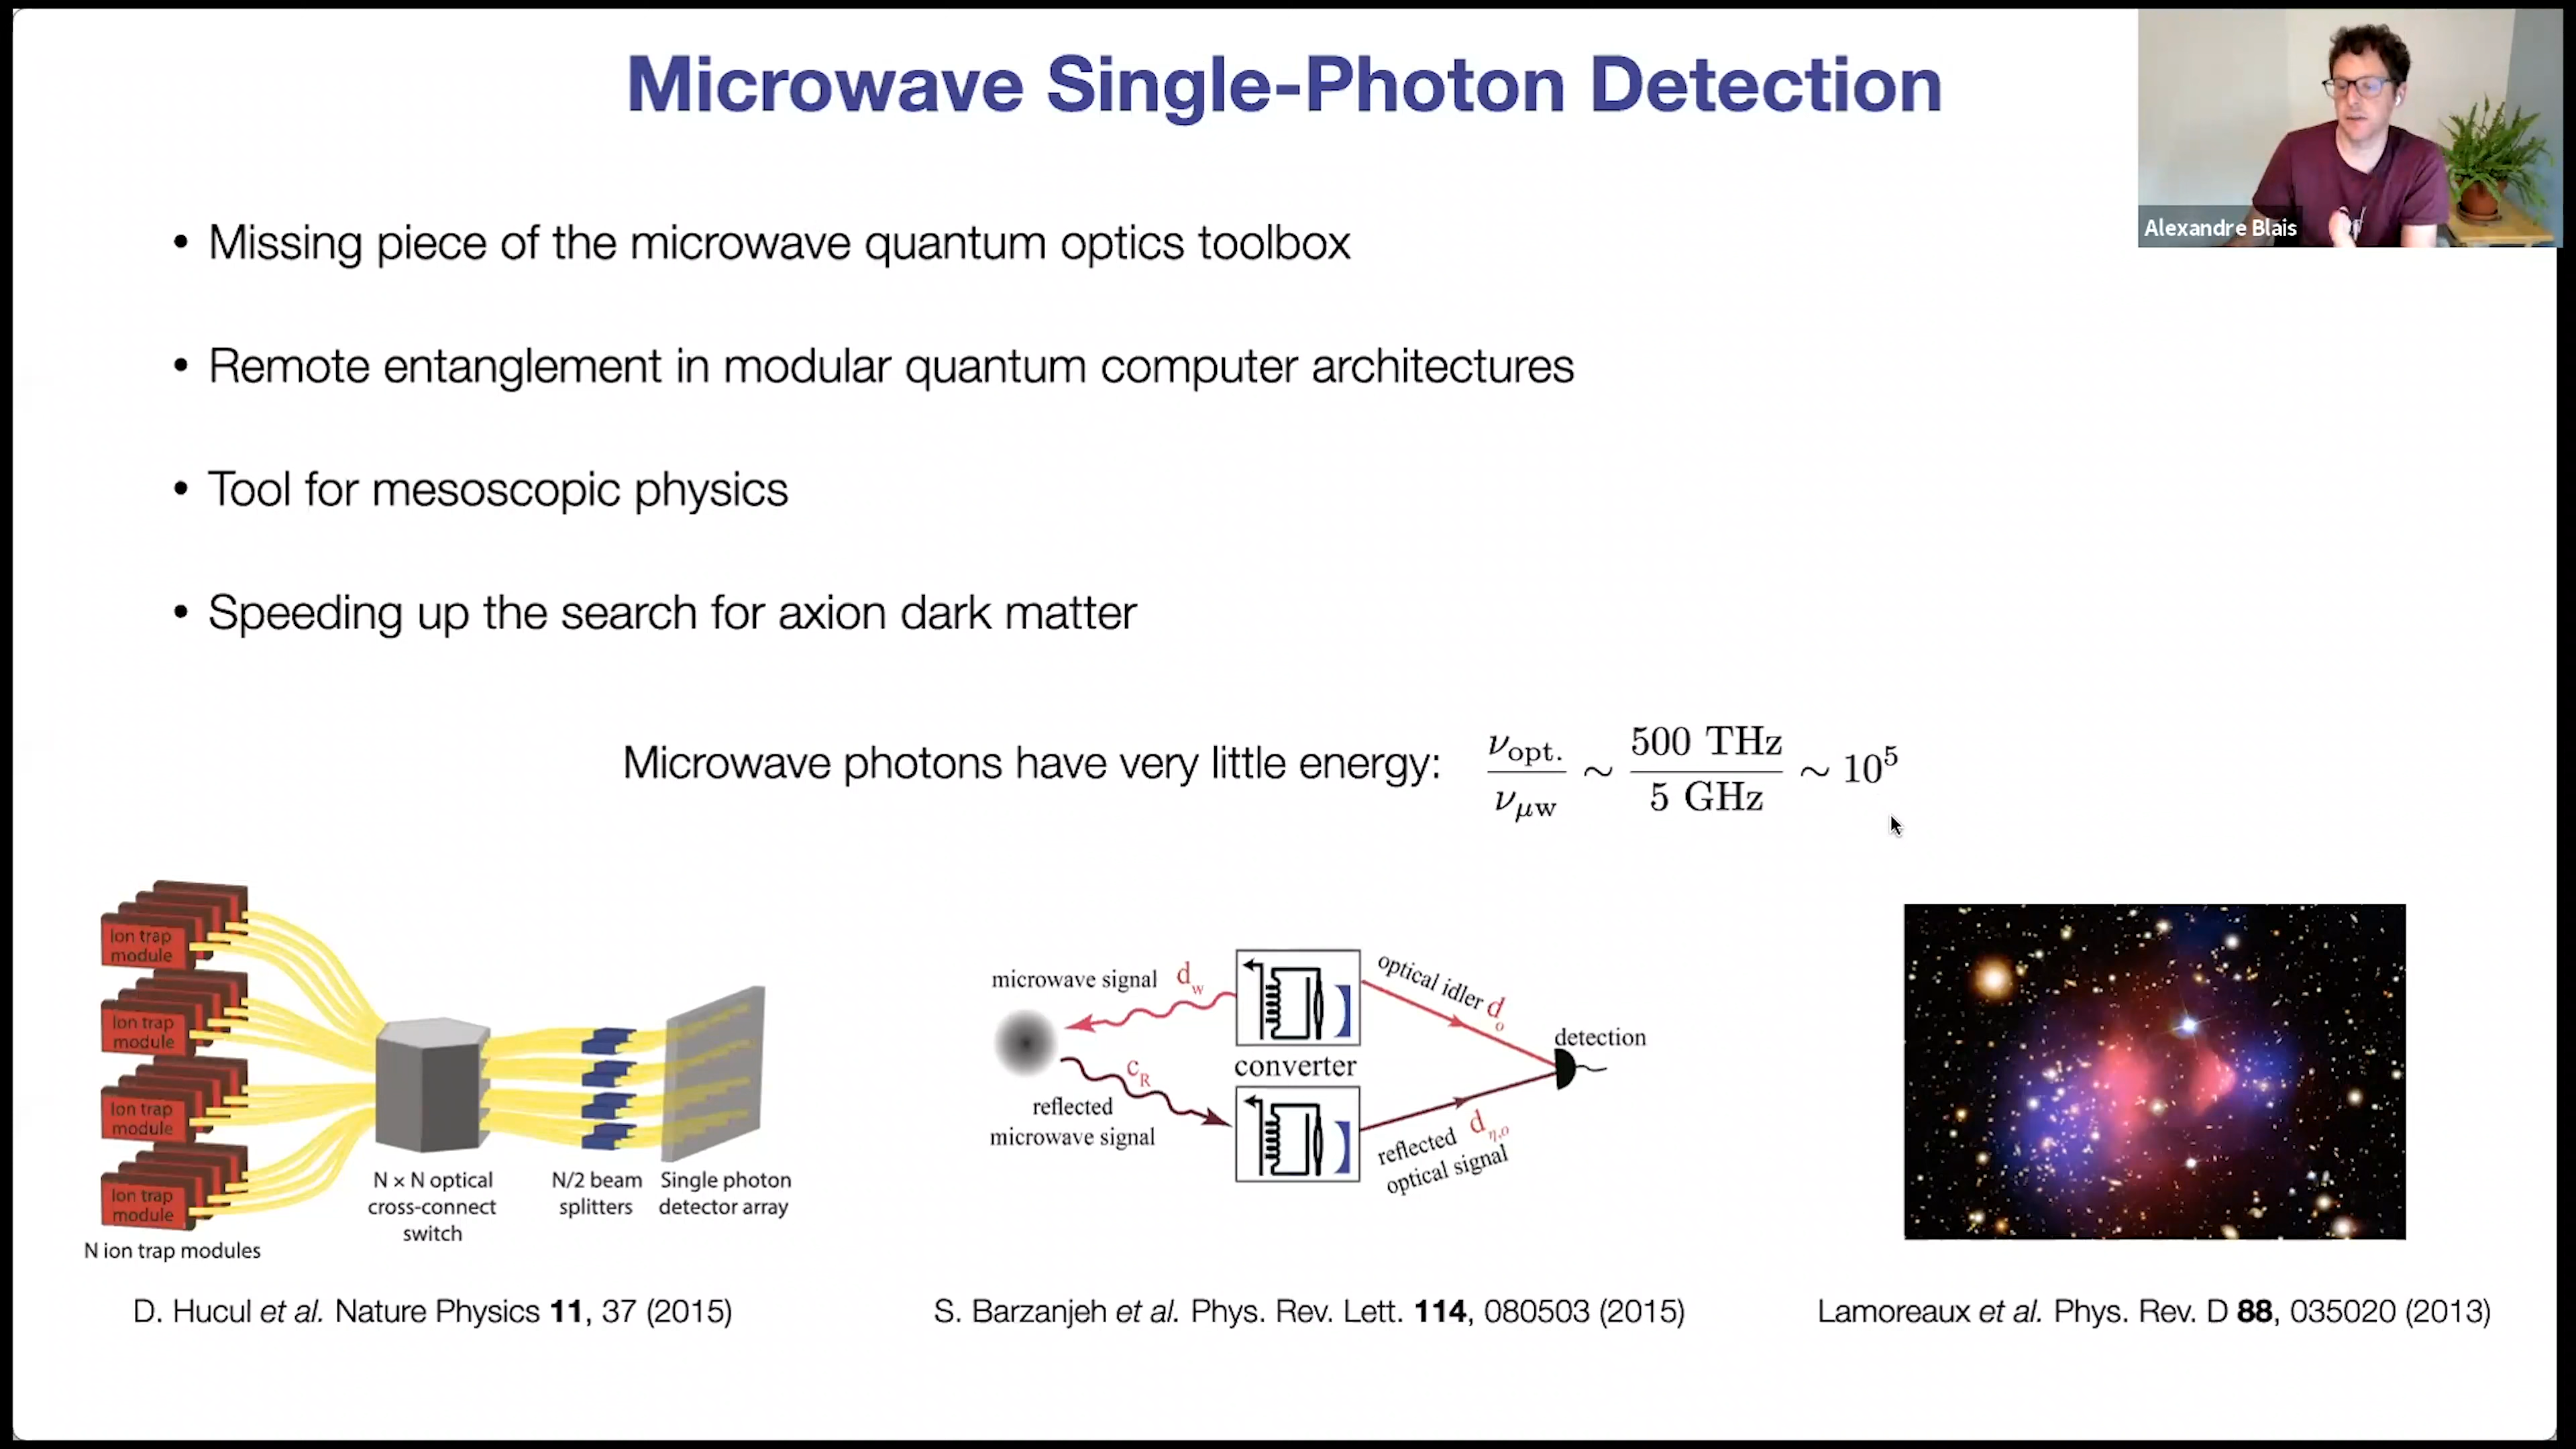 Microwave Single-Photon Detection
Alexandre Blais
• Missing piece of the microwave quantum optics toolbox
• Remote entanglement in modular quantum computer architectures
• Tool for mesoscopic physics
• Speeding up the search for axion dark matter
Microwave photons have very little energy: ν_opt. / ν_μw ∼ 500 THz / 5 GHz ∼ 10^5
Ion trap
module
Ion trap
module
Ion trap
module
Ion trap
module
N ion trap modules
N × N optical
cross-connect
switch
N/2 beam
splitters
Single photon
detector array
microwave signal d_w
c_R
reflected
microwave signal
converter
optical idler d_o
detection
reflected d_η,o
optical signal
D. Hucul et al. Nature Physics 11, 37 (2015)
S. Barzanjeh et al. Phys. Rev. Lett. 114, 080503 (2015)
Lamoreaux et al. Phys. Rev. D 88, 035020 (2013)